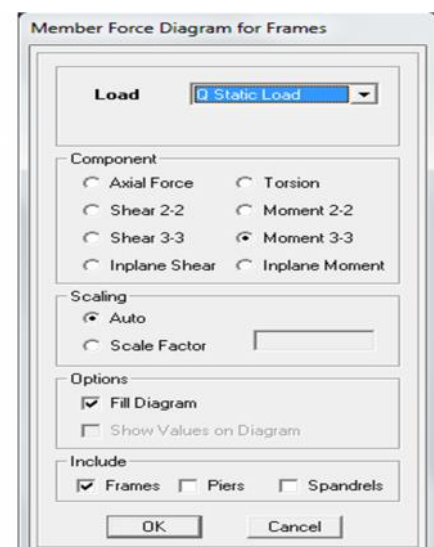 Member Force Diagram for Frames
Load Q Static Load
Component
Axial Force Torsion
Shear 2-2 Moment 2-2
Shear 3-3 Moment 3-3
Inplane Shear Inplane Moment
Scaling
Auto
Scale Factor
Options
Fill Diagram
Show Values on Diagram
Include
Frames Piers Spandrels
OK Cancel